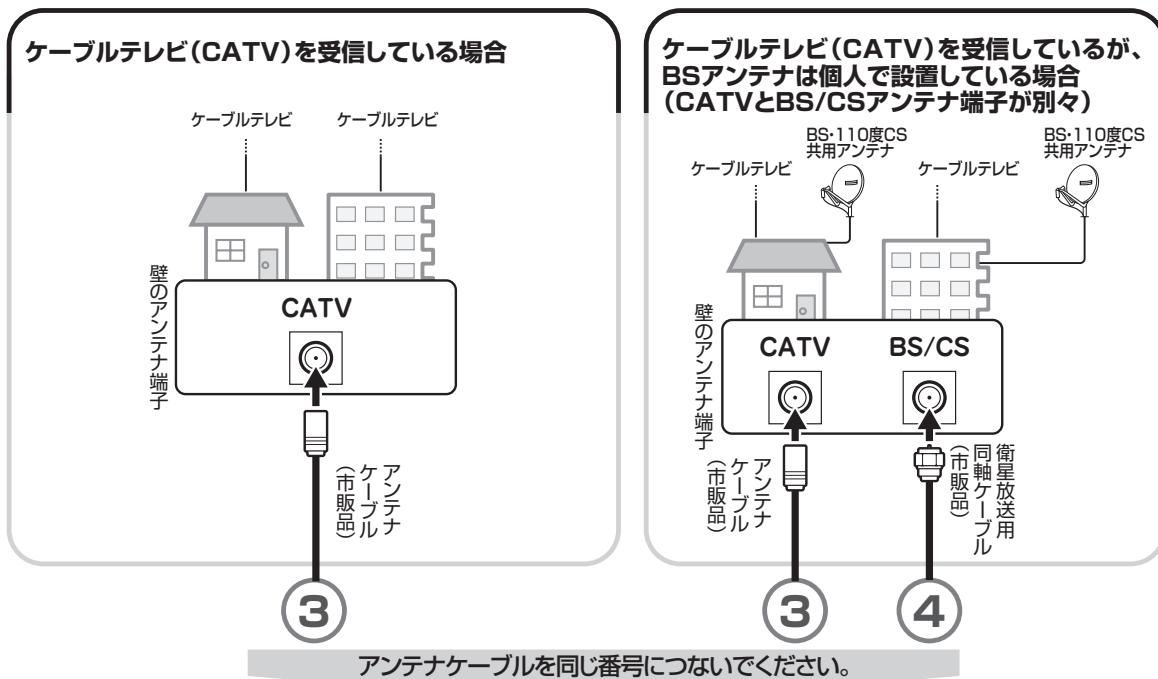 ケーブルテレビ(CATV)を受信している場合
ケーブルテレビ
ケーブルテレビ
壁のアンテナ端子
CATV
アンテナ
ケーブル
(市販品)
3
ケーブルテレビ(CATV)を受信しているが、
BSアンテナは個人で設置している場合
(CATVとBS/CSアンテナ端子が別々)
ケーブルテレビ
BS・110度CS
共用アンテナ
ケーブルテレビ
BS・110度CS
共用アンテナ
壁のアンテナ端子
CATV
BS/CS
アンテナ
ケーブル
(市販品)
衛星放送用
同軸ケーブル
(市販品)
3
4
アンテナケーブルを同じ番号につないでください。